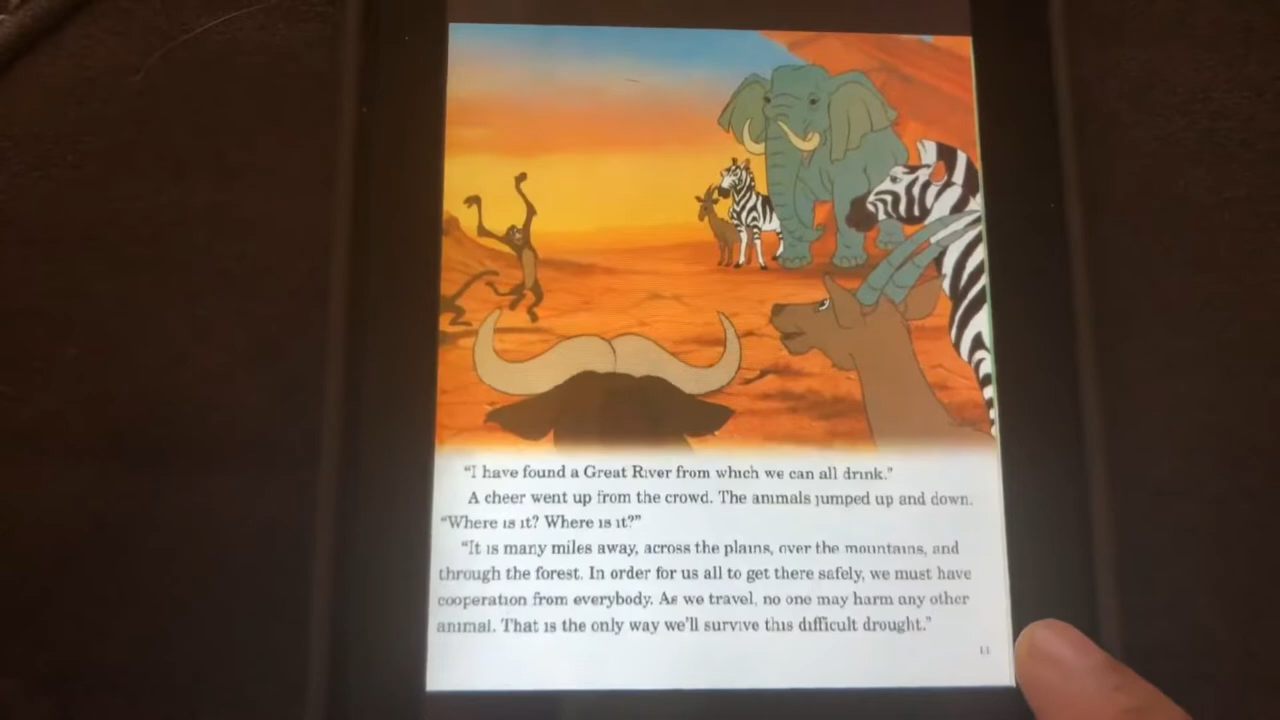 “I have found a Great River from which we can all drink.”
A cheer went up from the crowd. The animals jumped up and down.
“Where is it? Where is it?”
“It is many miles away, across the plains, over the mountains, and
through the forest. In order for us all to get there safely, we must have
cooperation from everybody. As we travel, no one may harm any other
animal. That is the only way we’ll survive this difficult drought.”
11